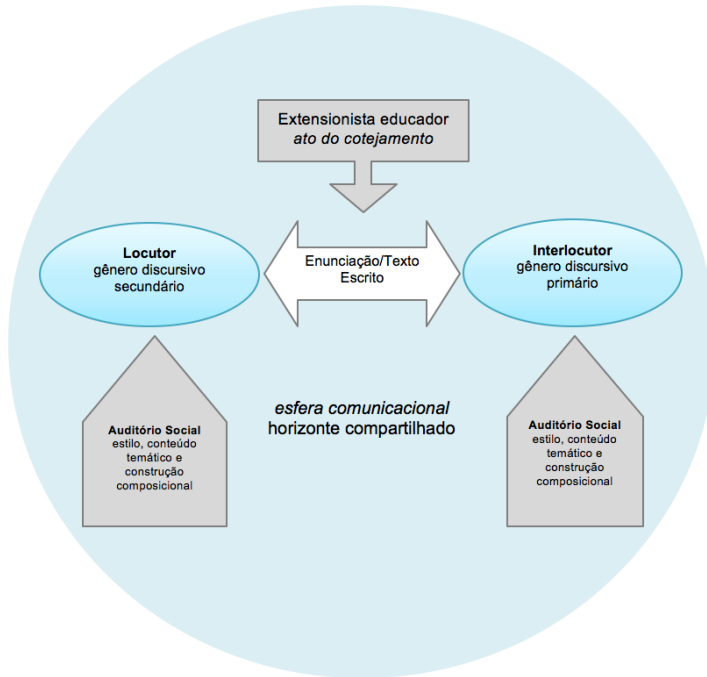 Extensionista educador
ato do cotejamento
Locutor
gênero discursivo
secundário
Enunciação/Texto
Escrito
Interlocutor
gênero discursivo
primário
esfera comunicacional
horizonte compartilhado
Auditório Social
estilo, conteúdo
temático e
construção
composicional
Auditório Social
estilo, conteúdo
temático e
construção
composicional